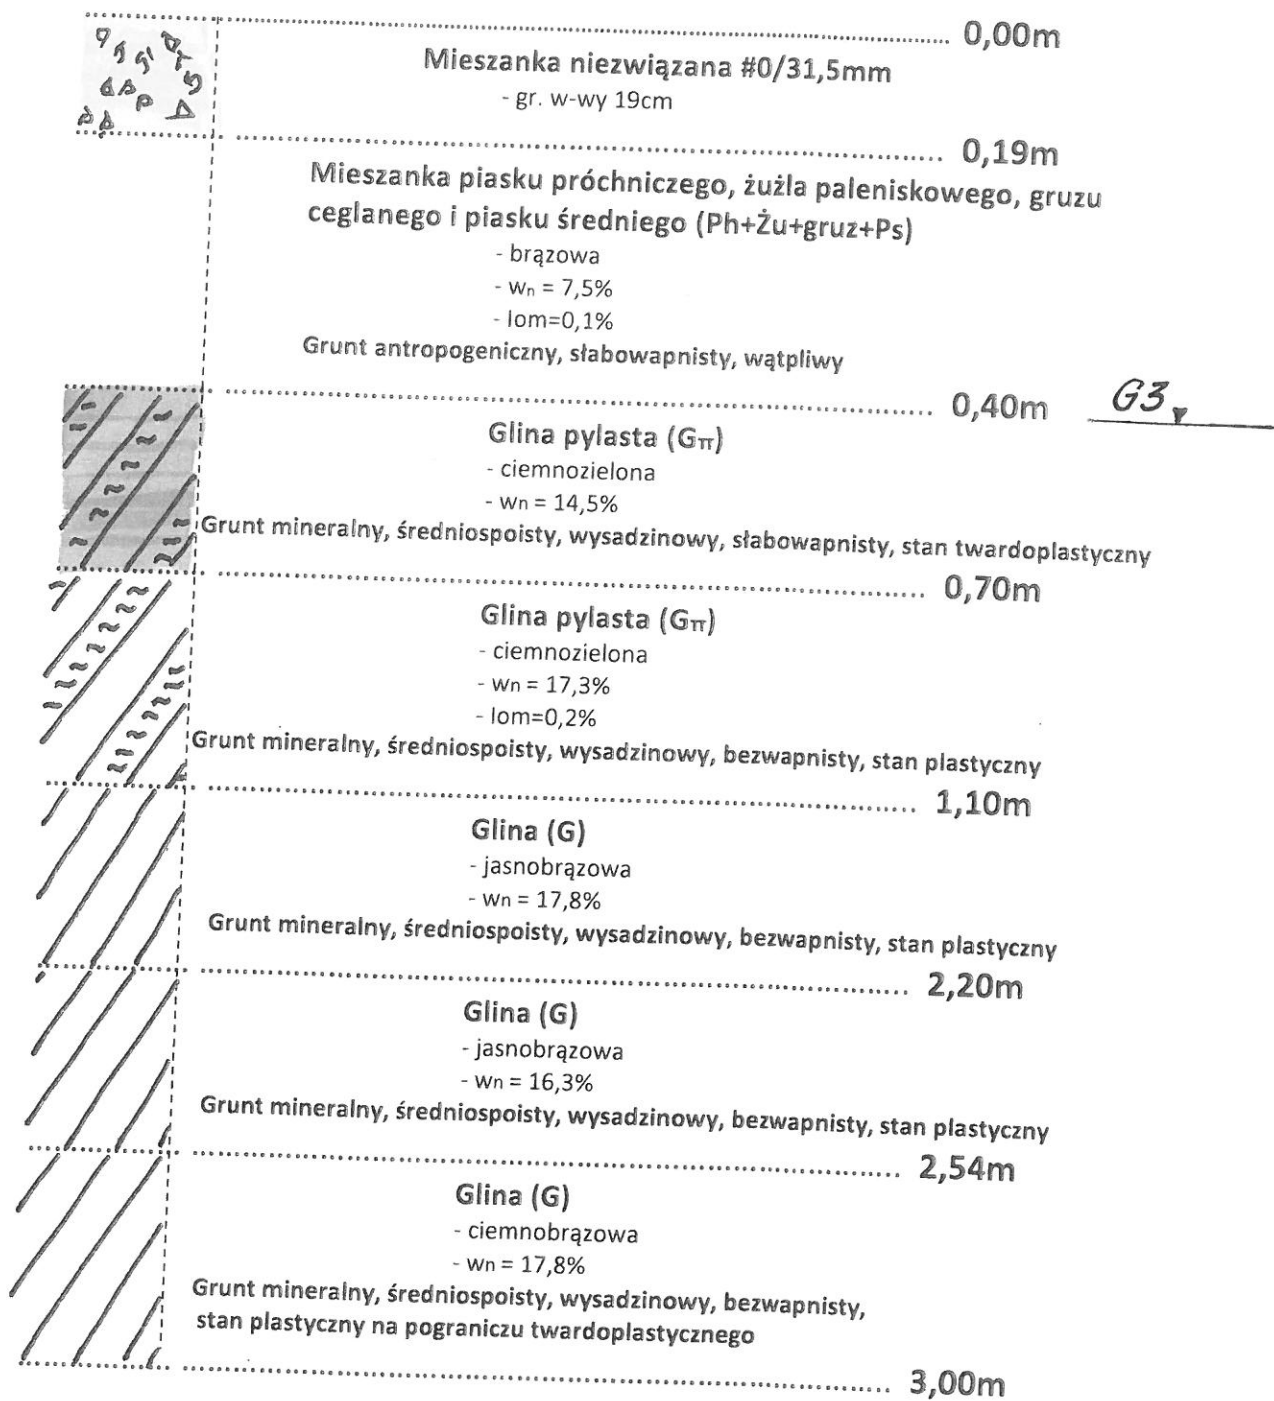 0,00m
Mieszanka niezwiązana #0/31,5mm
- gr. w-wy 19cm
0,19m
Mieszanka piasku próchniczego, żużla paleniskowego, gruzu
ceglanego i piasku średniego (Ph+Żu+gruz+Ps)
- brązowa
- wn = 7,5%
- Iom=0,1%
Grunt antropogeniczny, słabowapnisty, wątpliwy
0,40m G3
Glina pylasta (Gπ)
- ciemnozielona
- wn = 14,5%
Grunt mineralny, średniospoisty, wysadzinowy, słabowapnisty, stan twardoplastyczny
0,70m
Glina pylasta (Gπ)
- ciemnozielona
- wn = 17,3%
- Iom=0,2%
Grunt mineralny, średniospoisty, wysadzinowy, bezwapnisty, stan plastyczny
1,10m
Glina (G)
- jasnobrązowa
- wn = 17,8%
Grunt mineralny, średniospoisty, wysadzinowy, bezwapnisty, stan plastyczny
2,20m
Glina (G)
- jasnobrązowa
- wn = 16,3%
Grunt mineralny, średniospoisty, wysadzinowy, bezwapnisty, stan plastyczny
2,54m
Glina (G)
- ciemnobrązowa
- wn = 17,8%
Grunt mineralny, średniospoisty, wysadzinowy, bezwapnisty,
stan plastyczny na pograniczu twardoplastycznego
3,00m